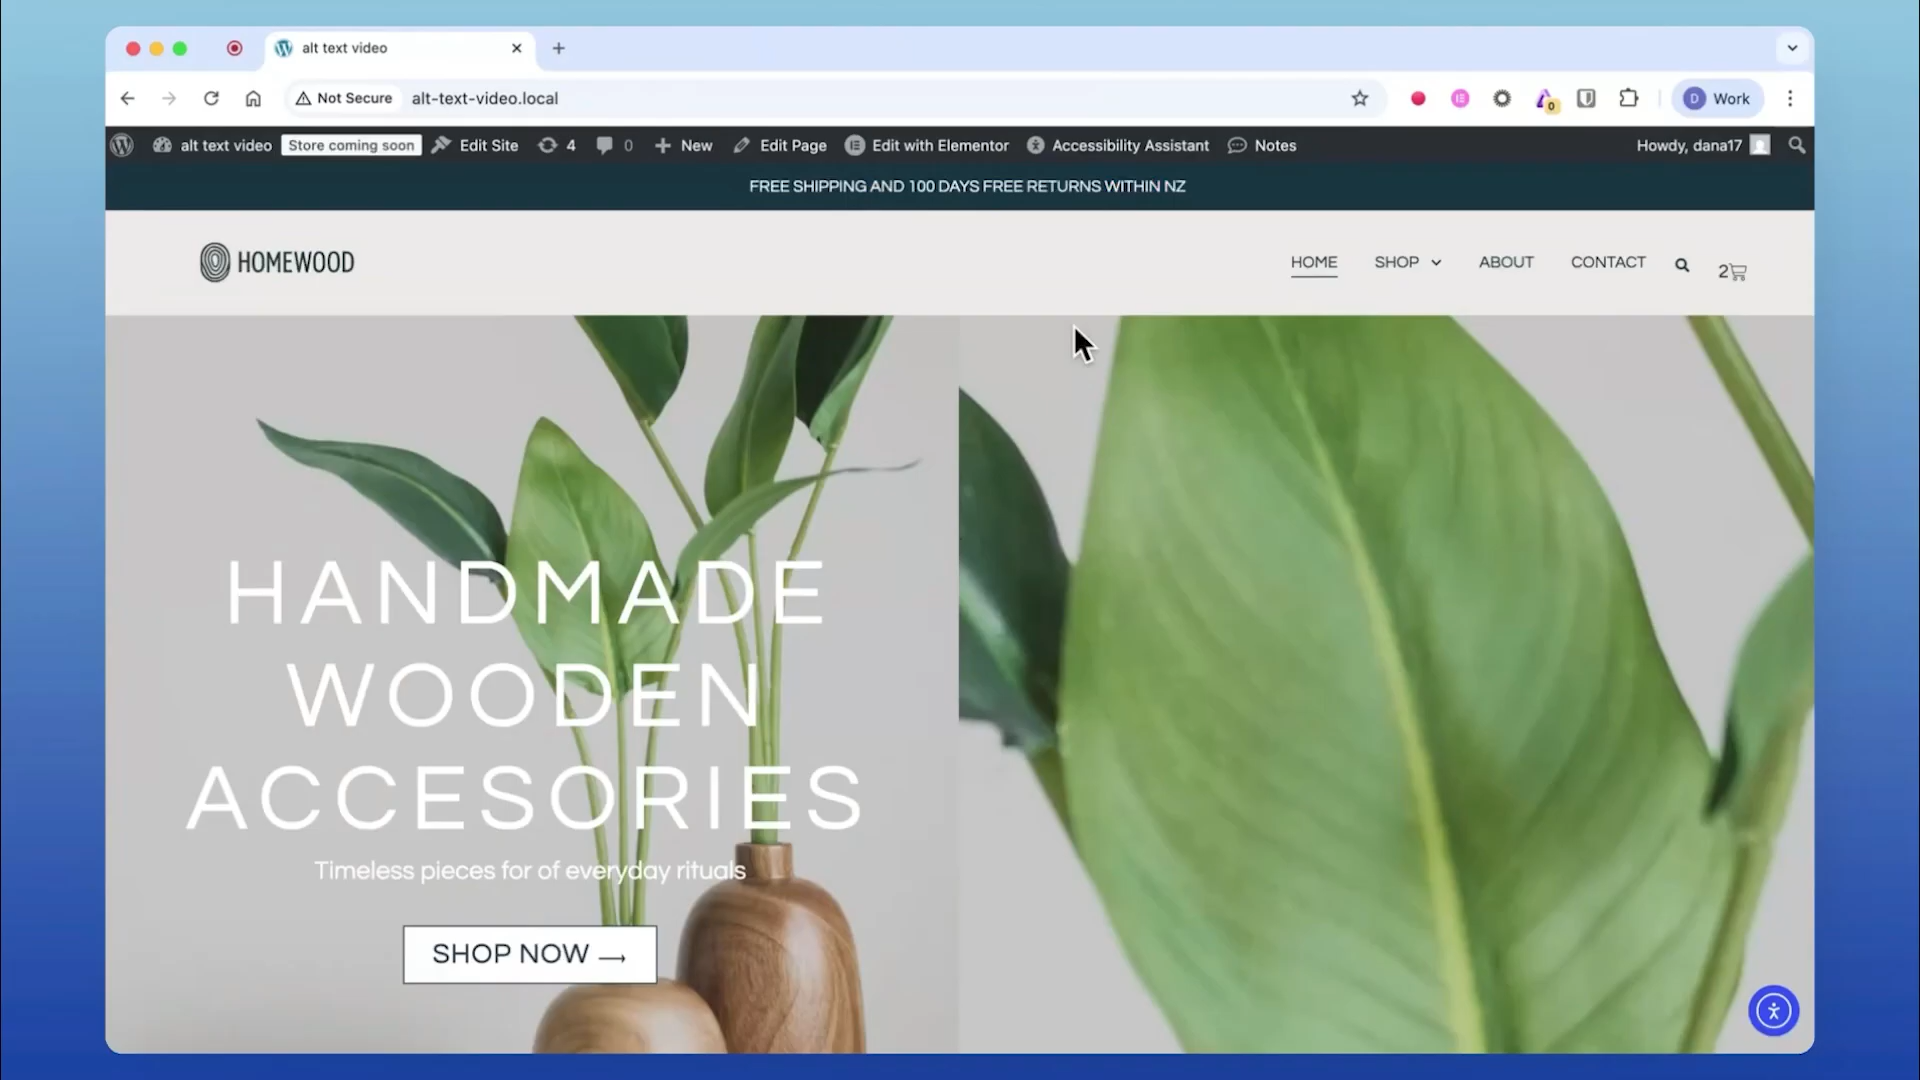 alt text video
Not Secure alt-text-video.local
0
D Work
alt text video Store coming soon Edit Site 4 0 New Edit Page Edit with Elementor Accessibility Assistant Notes Howdy, dana17
FREE SHIPPING AND 100 DAYS FREE RETURNS WITHIN NZ
HOMEWOOD HOME SHOP ABOUT CONTACT 2
HANDMADE
WOODEN
ACCESORIES
Timeless pieces for of everyday rituals
SHOP NOW →